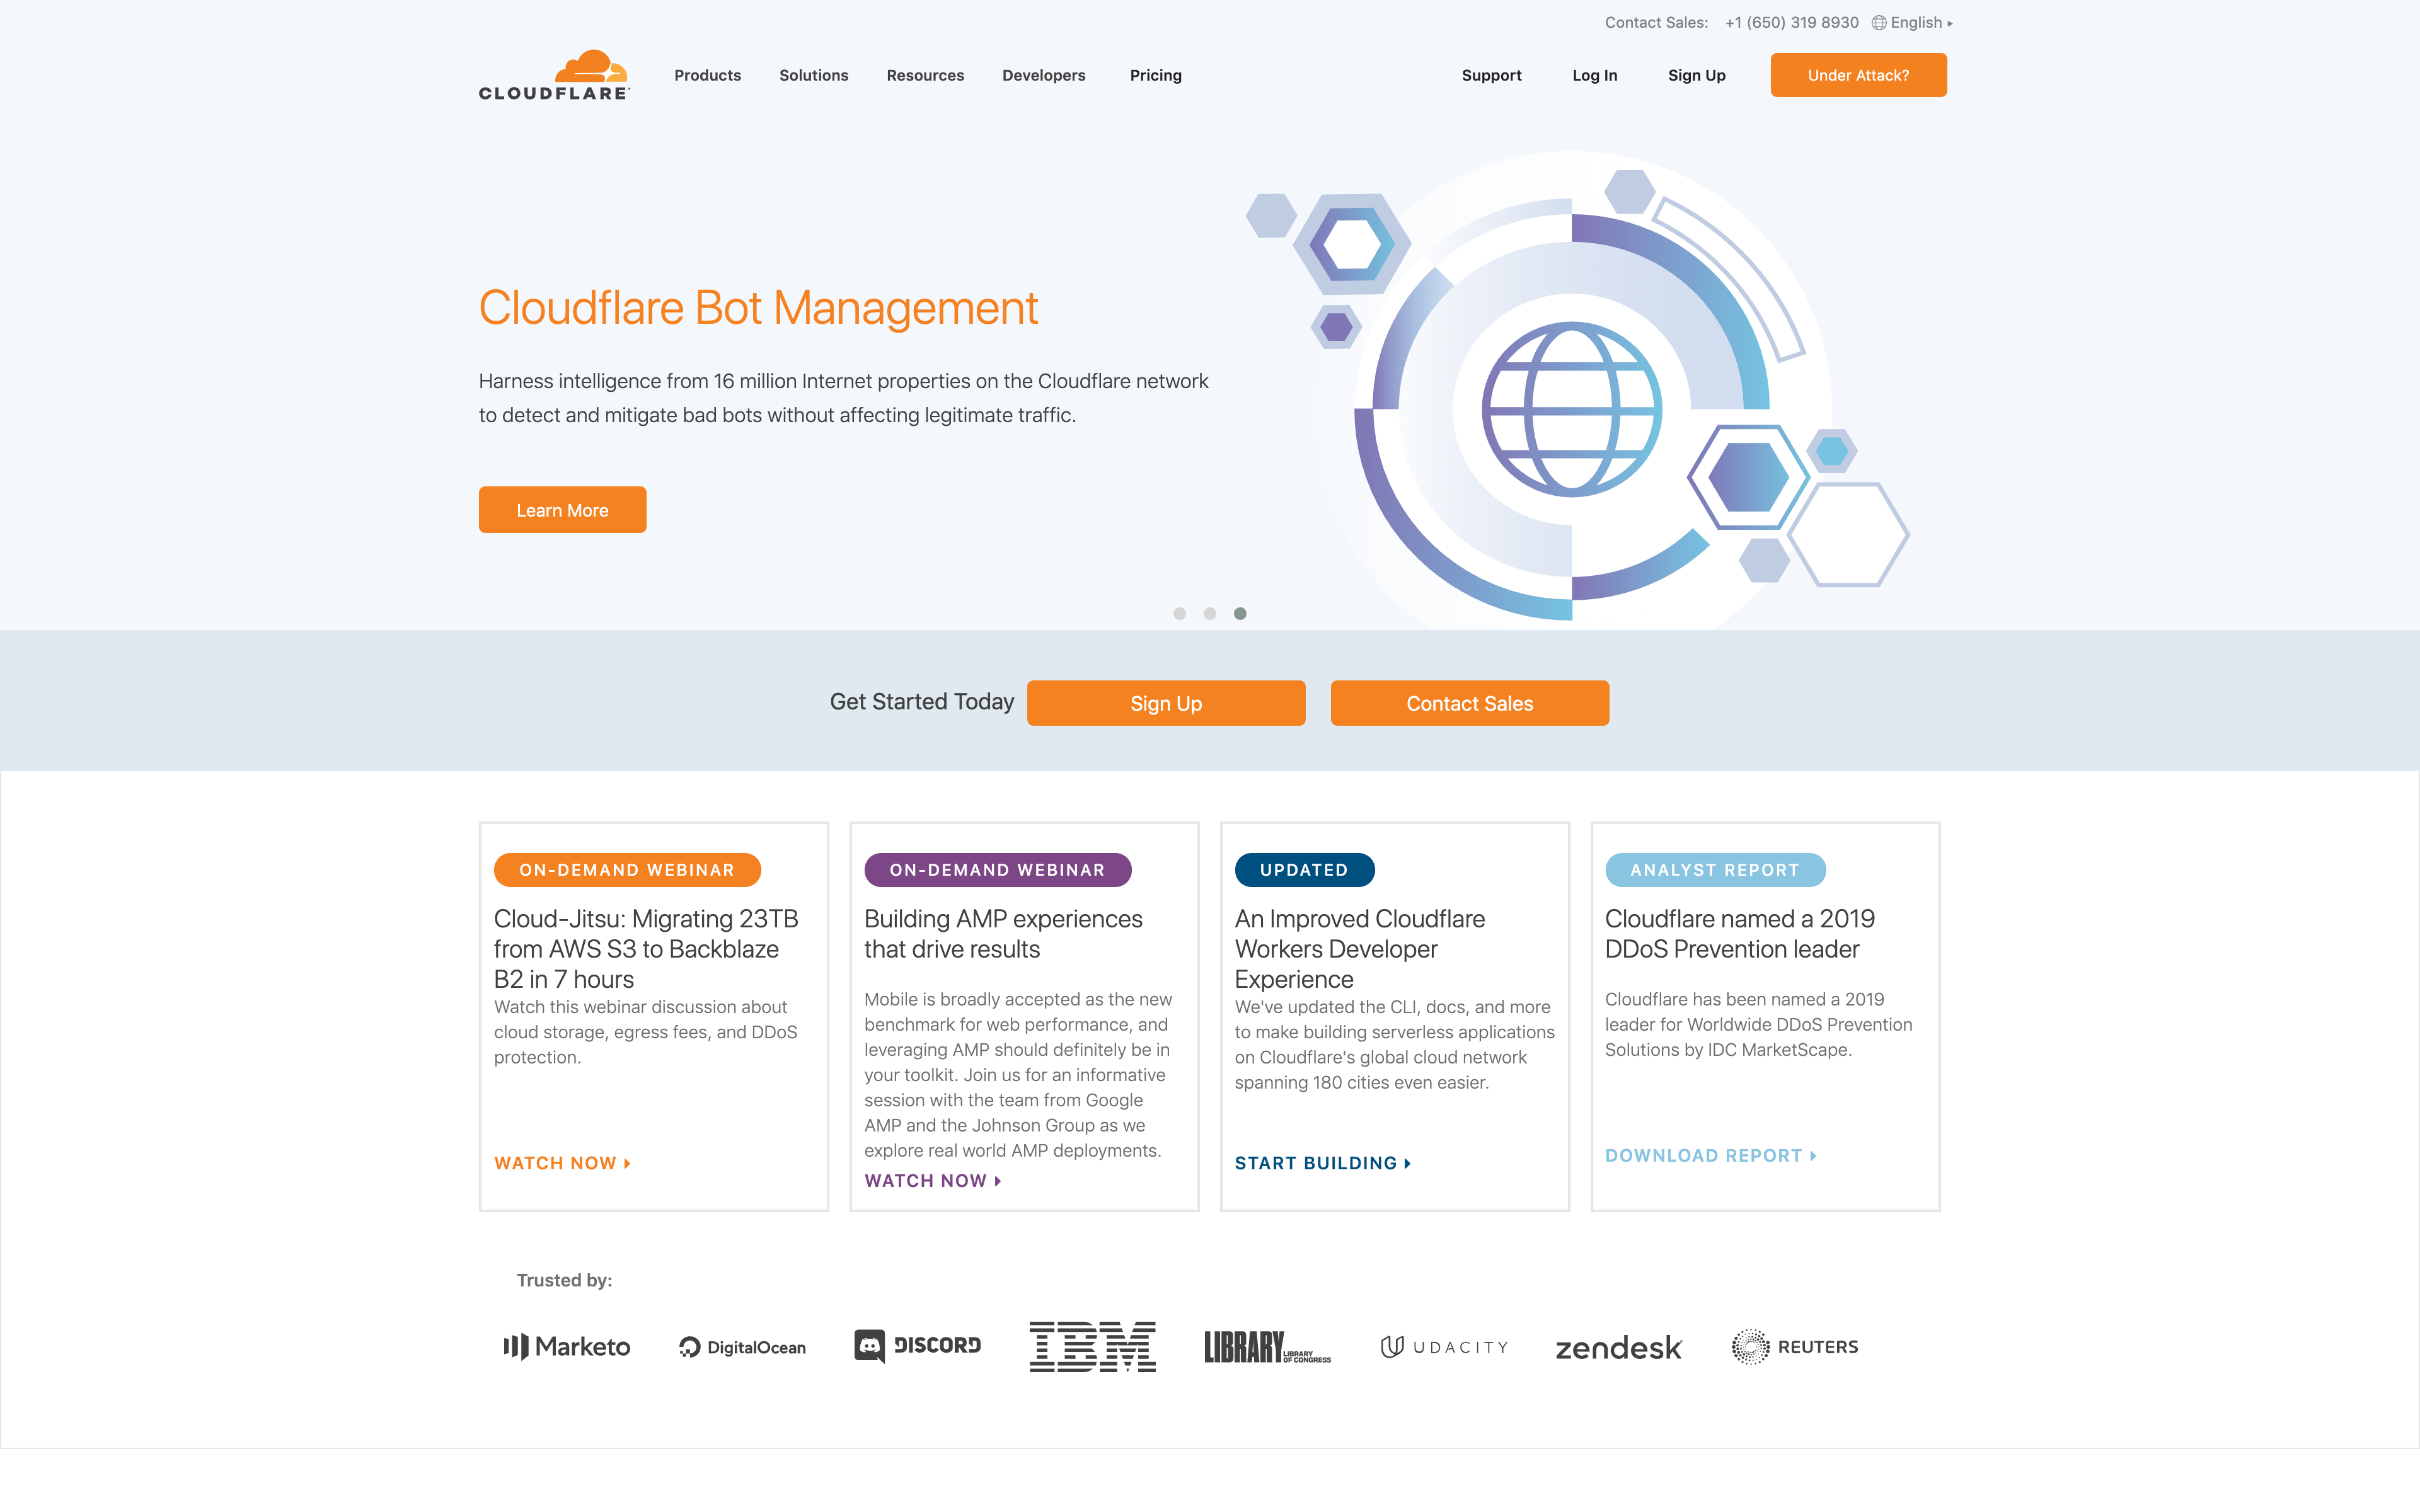 Contact Sales: +1 (650) 319 8930 English
CLOUDFLARE
Products Solutions Resources Developers Pricing Support Log In Sign Up Under Attack?
Cloudflare Bot Management
Harness intelligence from 16 million Internet properties on the Cloudflare network
to detect and mitigate bad bots without affecting legitimate traffic.
Learn More
Get Started Today Sign Up Contact Sales
ON-DEMAND WEBINAR
Cloud-Jitsu: Migrating 23TB
from AWS S3 to Backblaze
B2 in 7 hours
Watch this webinar discussion about
cloud storage, egress fees, and DDoS
protection.
WATCH NOW
ON-DEMAND WEBINAR
Building AMP experiences
that drive results
Mobile is broadly accepted as the new
benchmark for web performance, and
leveraging AMP should definitely be in
your toolkit. Join us for an informative
session with the team from Google
AMP and the Johnson Group as we
explore real world AMP deployments.
WATCH NOW
UPDATED
An Improved Cloudflare
Workers Developer
Experience
We've updated the CLI, docs, and more
to make building serverless applications
on Cloudflare's global cloud network
spanning 180 cities even easier.
START BUILDING
ANALYST REPORT
Cloudflare named a 2019
DDoS Prevention leader
Cloudflare has been named a 2019
leader for Worldwide DDoS Prevention
Solutions by IDC MarketScape.
DOWNLOAD REPORT
Trusted by:
Marketo DigitalOcean DISCORD IBM LIBRARY LIBRARY OF CONGRESS UDACITY zendesk REUTERS